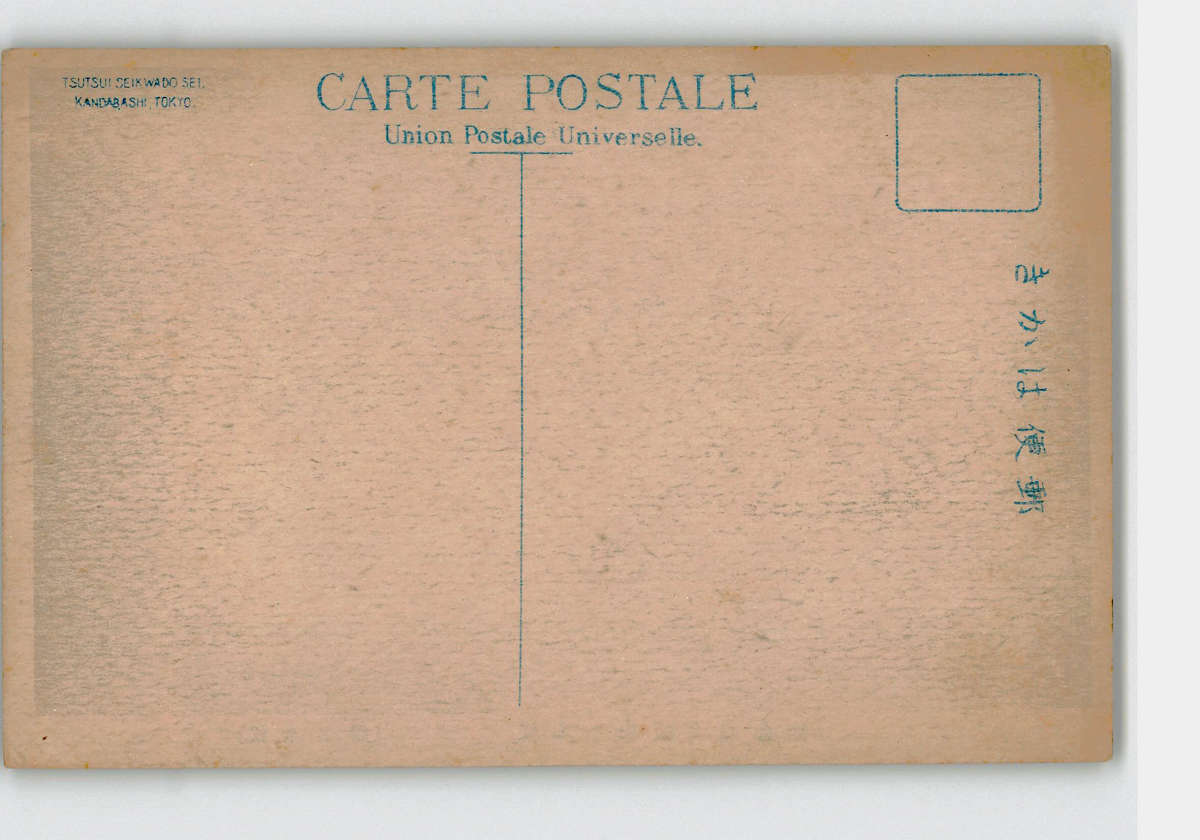 TSUTSUI SEIKWADO SEI.
KANDABASHI, TOKYO.
CARTE POSTALE
Union Postale Universelle.
きかは便郵